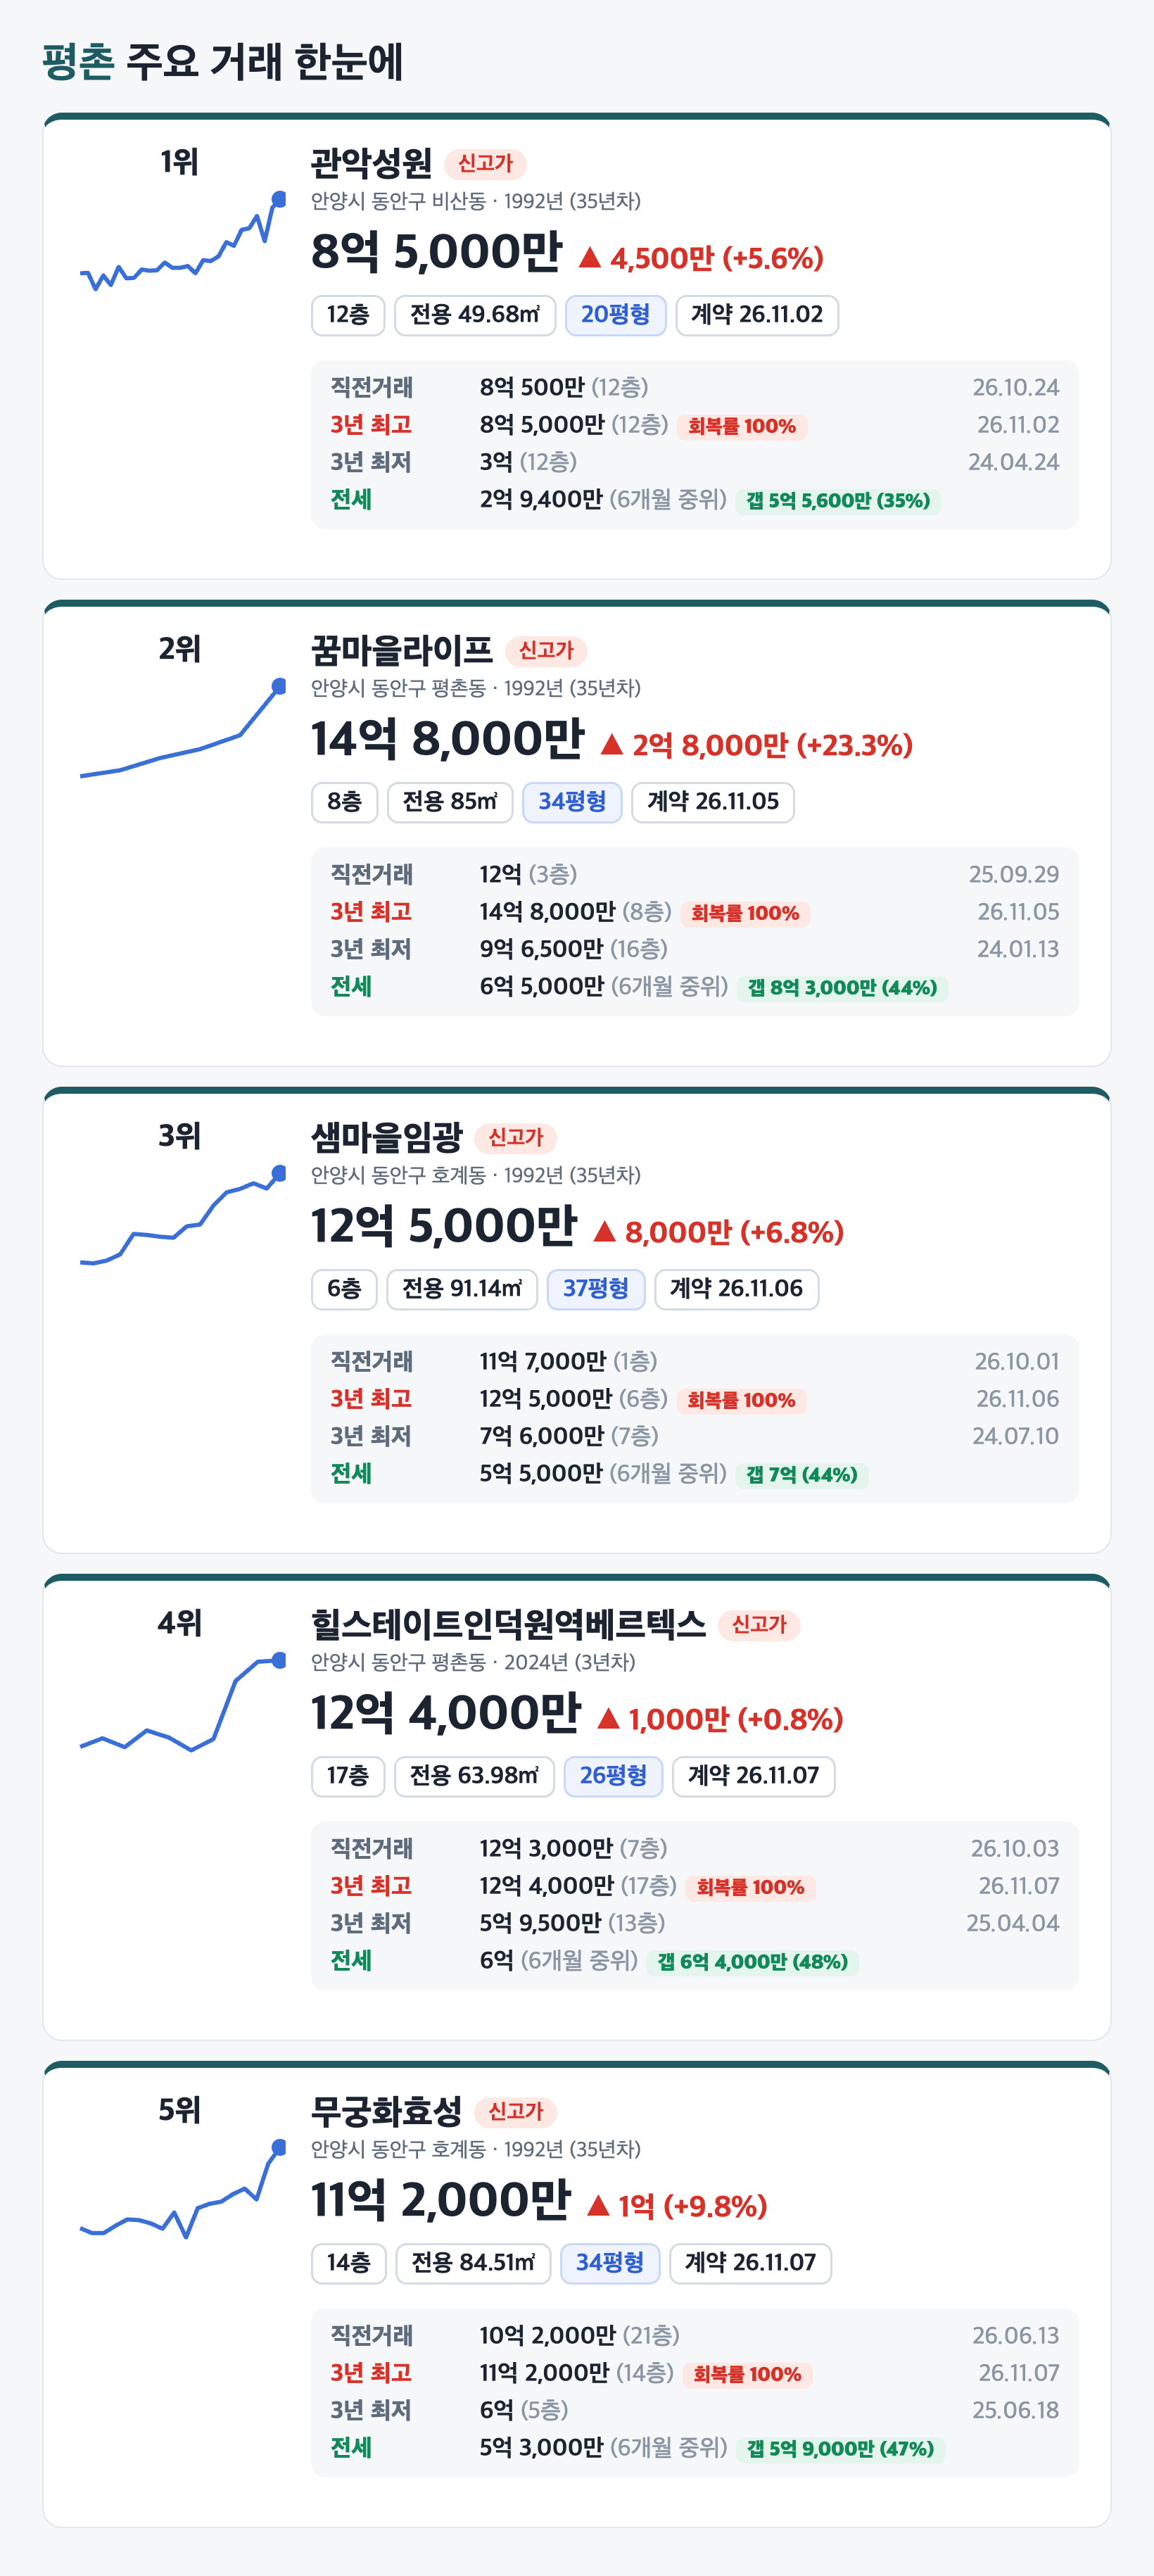 평촌 주요 거래 한눈에
1위
관악성원 신고가
안양시 동안구 비산동 · 1992년 (35년차)
8억 5,000만 ▲ 4,500만 (+5.6%)
12층 전용 49.68㎡ 20평형 계약 26.11.02
직전거래 8억 500만 (12층) 26.10.24
3년 최고 8억 5,000만 (12층) 회복률 100% 26.11.02
3년 최저 3억 (12층) 24.04.24
전세 2억 9,400만 (6개월 중위) 갭 5억 5,600만 (35%)
2위
꿈마을라이프 신고가
안양시 동안구 평촌동 · 1992년 (35년차)
14억 8,000만 ▲ 2억 8,000만 (+23.3%)
8층 전용 85㎡ 34평형 계약 26.11.05
직전거래 12억 (3층) 25.09.29
3년 최고 14억 8,000만 (8층) 회복률 100% 26.11.05
3년 최저 9억 6,500만 (16층) 24.01.13
전세 6억 5,000만 (6개월 중위) 갭 8억 3,000만 (44%)
3위
샘마을임광 신고가
안양시 동안구 호계동 · 1992년 (35년차)
12억 5,000만 ▲ 8,000만 (+6.8%)
6층 전용 91.14㎡ 37평형 계약 26.11.06
직전거래 11억 7,000만 (1층) 26.10.01
3년 최고 12억 5,000만 (6층) 회복률 100% 26.11.06
3년 최저 7억 6,000만 (7층) 24.07.10
전세 5억 5,000만 (6개월 중위) 갭 7억 (44%)
4위
힐스테이트인덕원역베르텍스 신고가
안양시 동안구 평촌동 · 2024년 (3년차)
12억 4,000만 ▲ 1,000만 (+0.8%)
17층 전용 63.98㎡ 26평형 계약 26.11.07
직전거래 12억 3,000만 (7층) 26.10.03
3년 최고 12억 4,000만 (17층) 회복률 100% 26.11.07
3년 최저 5억 9,500만 (13층) 25.04.04
전세 6억 (6개월 중위) 갭 6억 4,000만 (48%)
5위
무궁화효성 신고가
안양시 동안구 호계동 · 1992년 (35년차)
11억 2,000만 ▲ 1억 (+9.8%)
14층 전용 84.51㎡ 34평형 계약 26.11.07
직전거래 10억 2,000만 (21층) 26.06.13
3년 최고 11억 2,000만 (14층) 회복률 100% 26.11.07
3년 최저 6억 (5층) 25.06.18
전세 5억 3,000만 (6개월 중위) 갭 5억 9,000만 (47%)